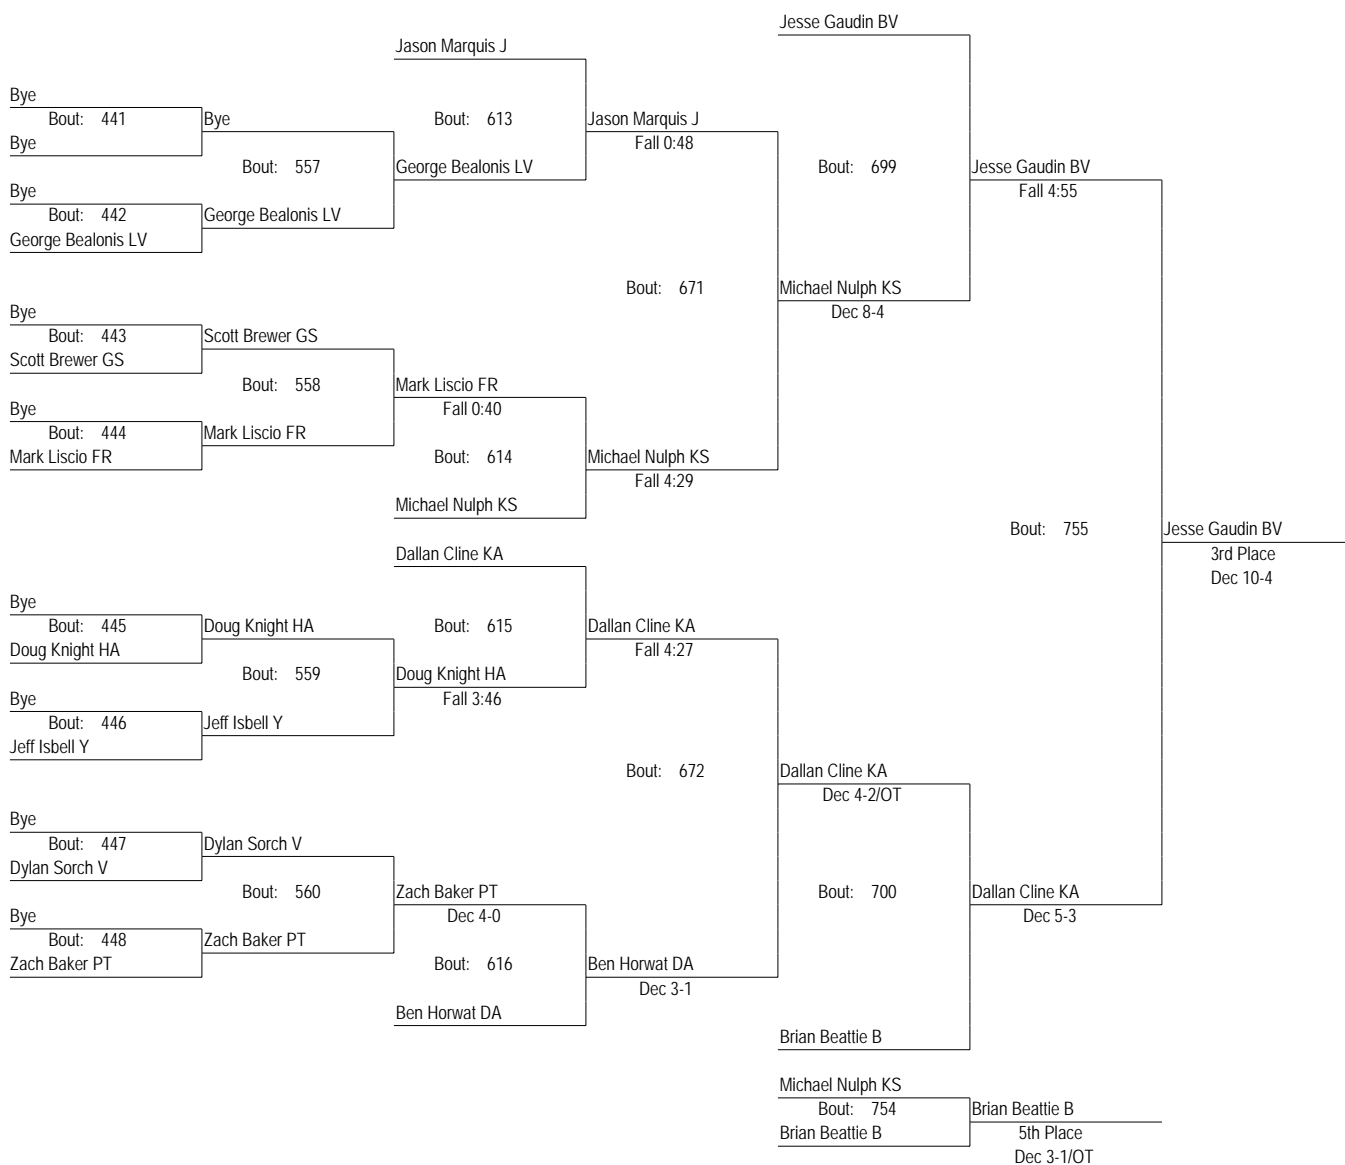 Jesse Gaudin BV
Jason Marquis J
Bye
Bout: 441
Bye
Bout: 613
Jason Marquis J
Bye
Fall 0:48
Bout: 557
George Bealonis LV
Bout: 699
Jesse Gaudin BV
Bye
Fall 4:55
Bout: 442
George Bealonis LV
George Bealonis LV
Bout: 671
Michael Nulph KS
Bye
Dec 8-4
Bout: 443
Scott Brewer GS
Scott Brewer GS
Bout: 558
Mark Liscio FR
Bye
Fall 0:40
Bout: 444
Mark Liscio FR
Mark Liscio FR
Bout: 614
Michael Nulph KS
Fall 4:29
Michael Nulph KS
Bout: 755
Jesse Gaudin BV
Dallan Cline KA
3rd Place
Dec 10-4
Bye
Bout: 445
Doug Knight HA
Bout: 615
Dallan Cline KA
Doug Knight HA
Fall 4:27
Bout: 559
Doug Knight HA
Bye
Fall 3:46
Bout: 446
Jeff Isbell Y
Jeff Isbell Y
Bout: 672
Dallan Cline KA
Dec 4-2/OT
Bye
Bout: 447
Dylan Sorch V
Dylan Sorch V
Bout: 560
Zach Baker PT
Bout: 700
Dallan Cline KA
Bye
Dec 4-0
Dec 5-3
Bout: 448
Zach Baker PT
Zach Baker PT
Bout: 616
Ben Horwat DA
Dec 3-1
Ben Horwat DA
Brian Beattie B
Michael Nulph KS
Bout: 754
Brian Beattie B
Brian Beattie B
5th Place
Dec 3-1/OT